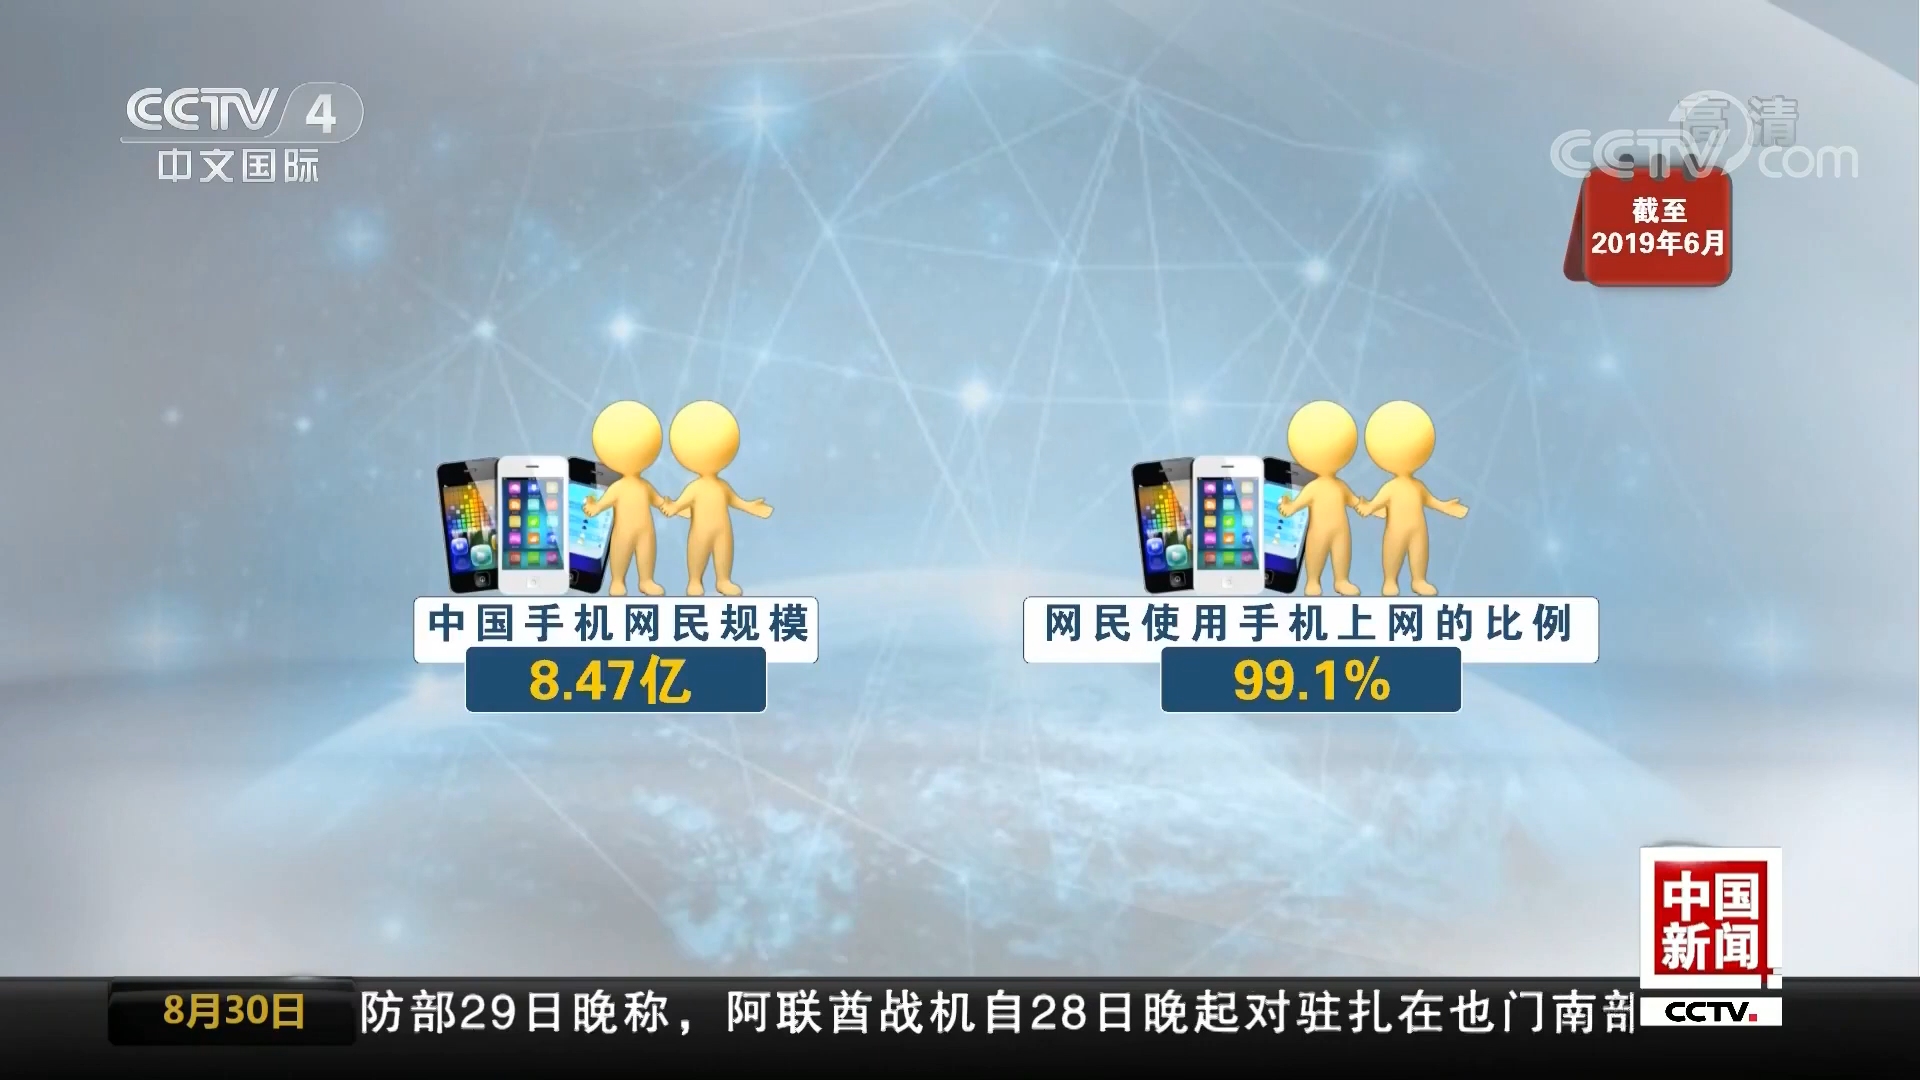 CCTV 4
中文国际
高清
CCTV com
截至
2019年6月
中国手机网民规模
8.47亿
网民使用手机上网的比例
99.1%
中国
新闻
CCTV.
8月30日
防部29日晚称，阿联酋战机自28日晚起对驻扎在也门南部